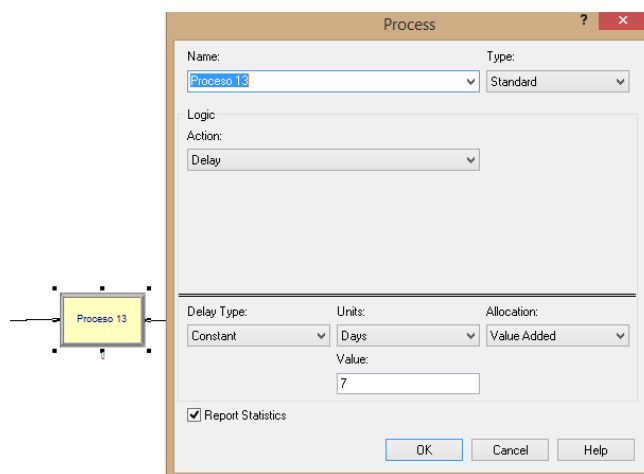 Process
? ×
Name: Type:
Proceso 13 Standard
Logic
Action:
Delay
Proceso 13
Delay Type: Units: Allocation:
Constant Days Value Added
Value:
7
Report Statistics
OK Cancel Help